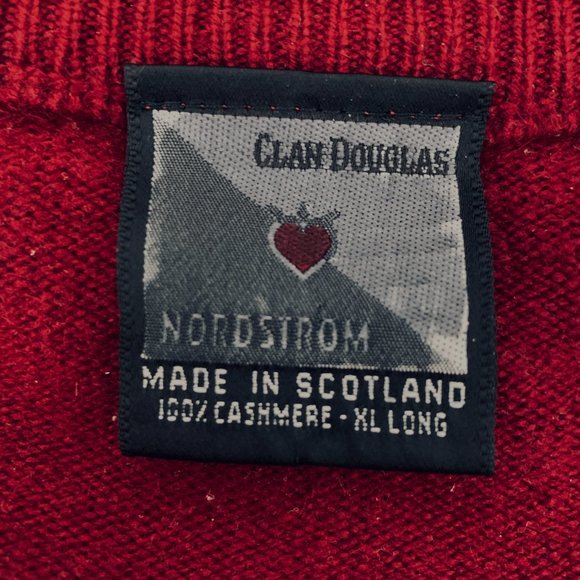 CLAN DOUGLAS
NORDSTROM
MADE IN SCOTLAND
100% CASHMERE - XL LONG